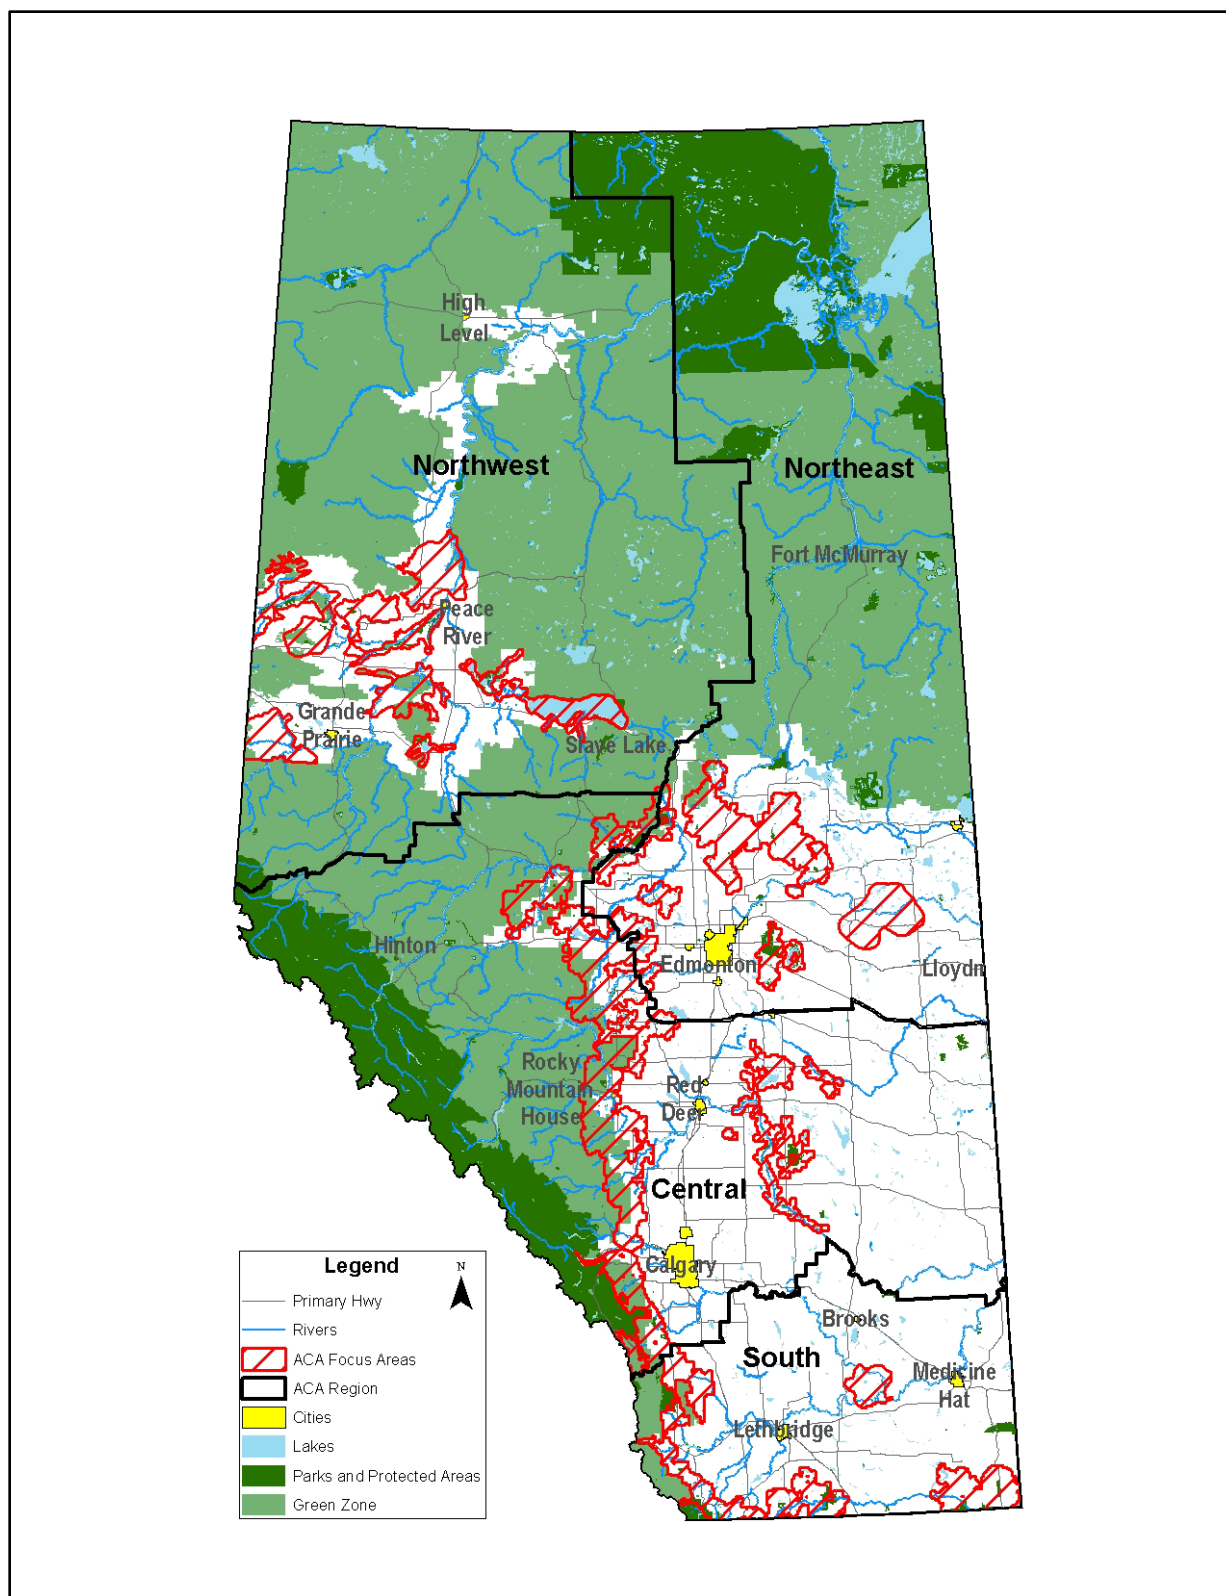 High
Level
Northwest
Northeast
Fort McMurray
Peace
River
Grande
Prairie
Slave Lake
Hinton
Edmonton
Lloydm
Rocky
Mountain
House
Red
Deer
Central
Calgary
Brooks
South
Medicine
Hat
Lethbridge
Legend
N
Primary Hwy
Rivers
ACA Focus Areas
ACA Region
Cities
Lakes
Parks and Protected Areas
Green Zone